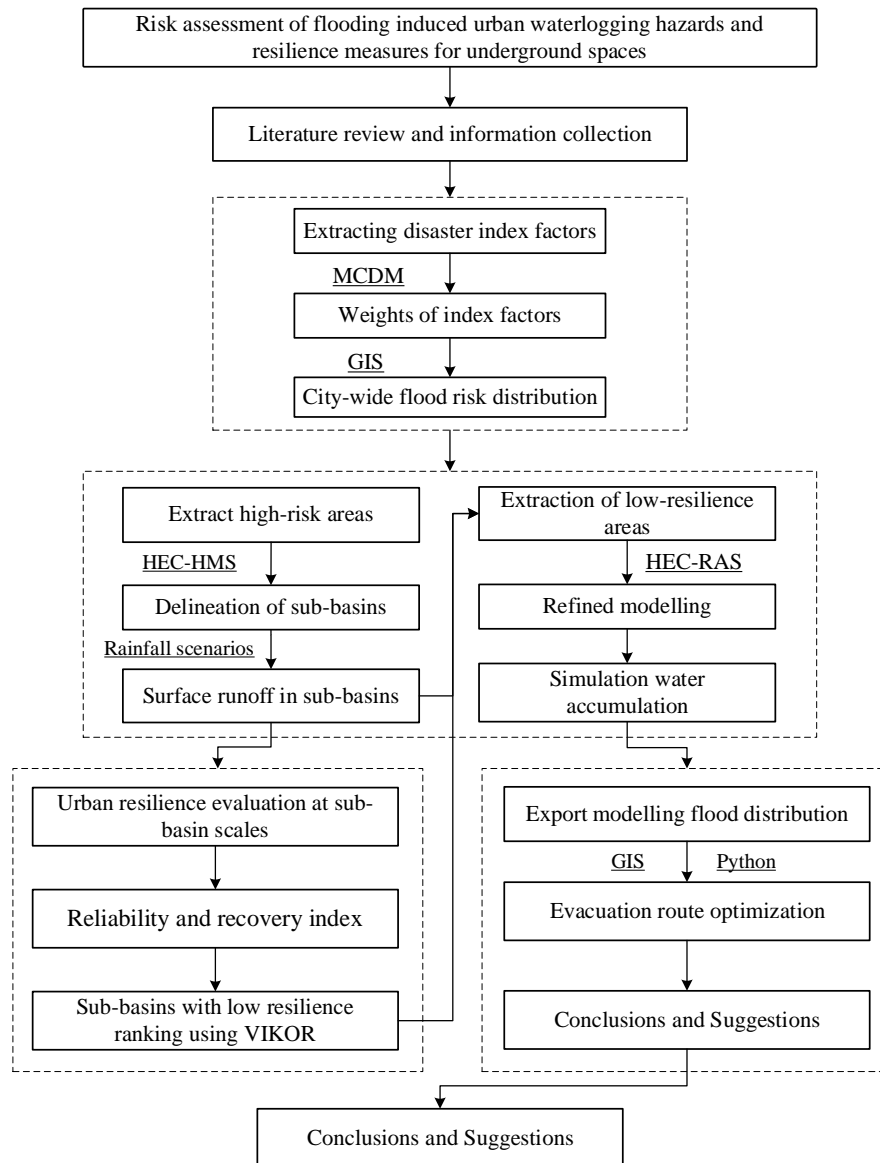 Risk assessment of flooding induced urban waterlogging hazards and
resilience measures for underground spaces
Literature review and information collection
Extracting disaster index factors
MCDM
Weights of index factors
GIS
City-wide flood risk distribution
Extract high-risk areas
HEC-HMS
Delineation of sub-basins
Rainfall scenarios
Surface runoff in sub-basins
Extraction of low-resilience
areas
HEC-RAS
Refined modelling
Simulation water
accumulation
Urban resilience evaluation at sub-
basin scales
Reliability and recovery index
Sub-basins with low resilience
ranking using VIKOR
Export modelling flood distribution
GIS
Python
Evacuation route optimization
Conclusions and Suggestions
Conclusions and Suggestions